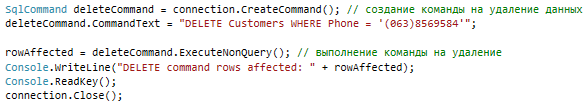 SqlCommand deleteCommand = connection.CreateCommand(); // создание команды на удаление данных
deleteCommand.CommandText = "DELETE Customers WHERE Phone = '(063)8569584'";
rowAffected = deleteCommand.ExecuteNonQuery(); // выполнение команды на удаление
Console.WriteLine("DELETE command rows affected: " + rowAffected);
Console.ReadKey();
connection.Close();